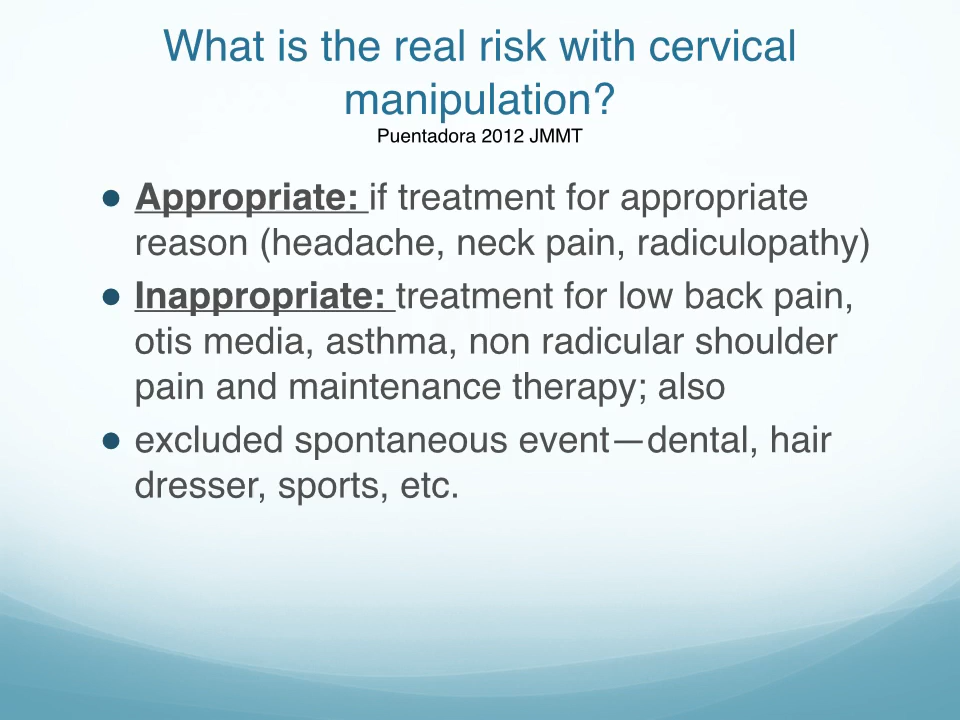 What is the real risk with cervical
manipulation?
Puentadora 2012 JMMT
● Appropriate: if treatment for appropriate
reason (headache, neck pain, radiculopathy)
● Inappropriate: treatment for low back pain,
otis media, asthma, non radicular shoulder
pain and maintenance therapy; also
● excluded spontaneous event—dental, hair
dresser, sports, etc.